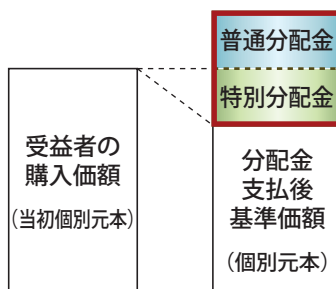 普通分配金
特別分配金
受益者の
購入価額
（当初個別元本）
分配金
支払後
基準価額
（個別元本）